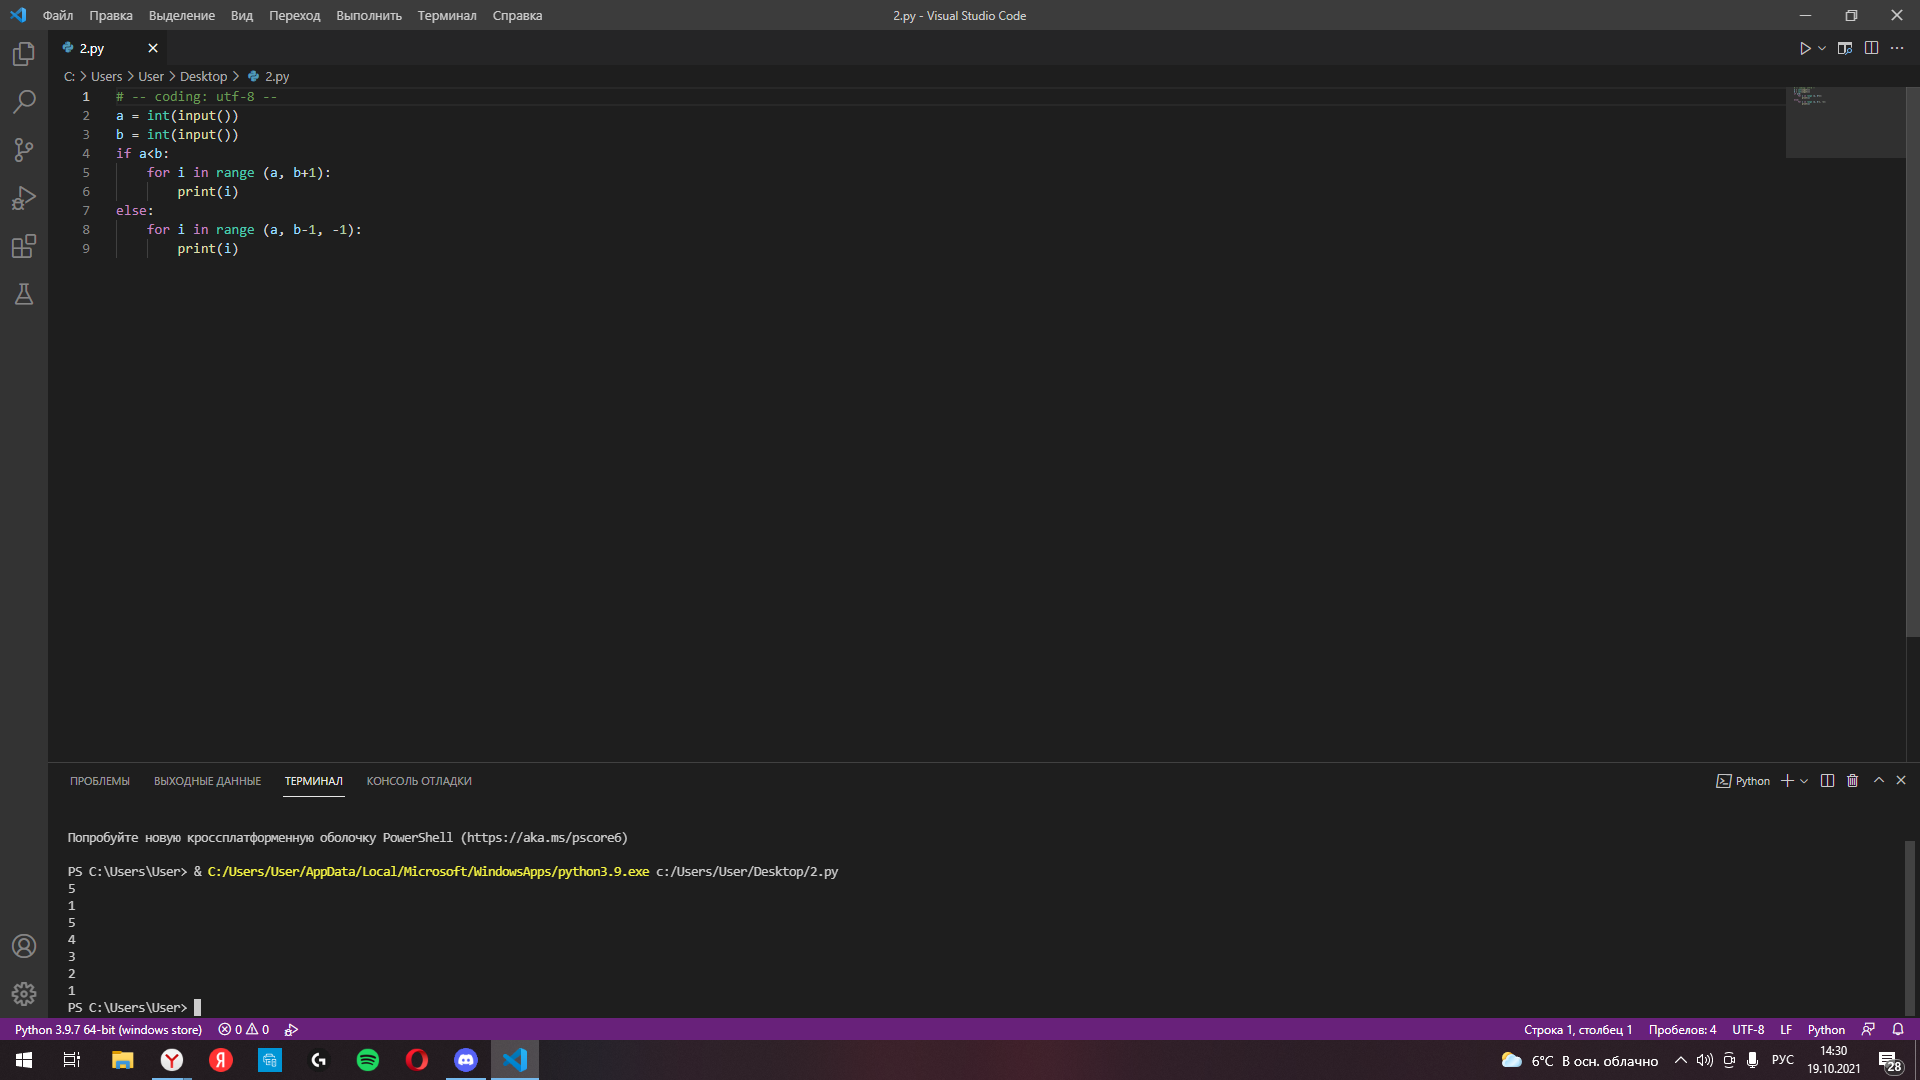 Файл Правка Выделение Вид Переход Выполнить Терминал Справка
2.py - Visual Studio Code
2.py
C: > Users > User > Desktop > 2.py
1 # -- coding: utf-8 --
2 a = int(input())
3 b = int(input())
4 if a<b:
5 for i in range (a, b+1):
6 print(i)
7 else:
8 for i in range (a, b-1, -1):
9 print(i)
ПРОБЛЕМЫ ВЫХОДНЫЕ ДАННЫЕ ТЕРМИНАЛ КОНСОЛЬ ОТЛАДКИ
Python
Попробуйте новую кроссплатформенную оболочку PowerShell (https://aka.ms/pscore6)
PS C:\Users\User> & C:/Users/User/AppData/Local/Microsoft/WindowsApps/python3.9.exe c:/Users/User/Desktop/2.py
5
1
5
4
3
2
1
PS C:\Users\User>
Python 3.9.7 64-bit (windows store) 0 0
Строка 1, столбец 1 Пробелов: 4 UTF-8 LF Python
6°C В осн. облачно РУС
14:30
19.10.2021
28